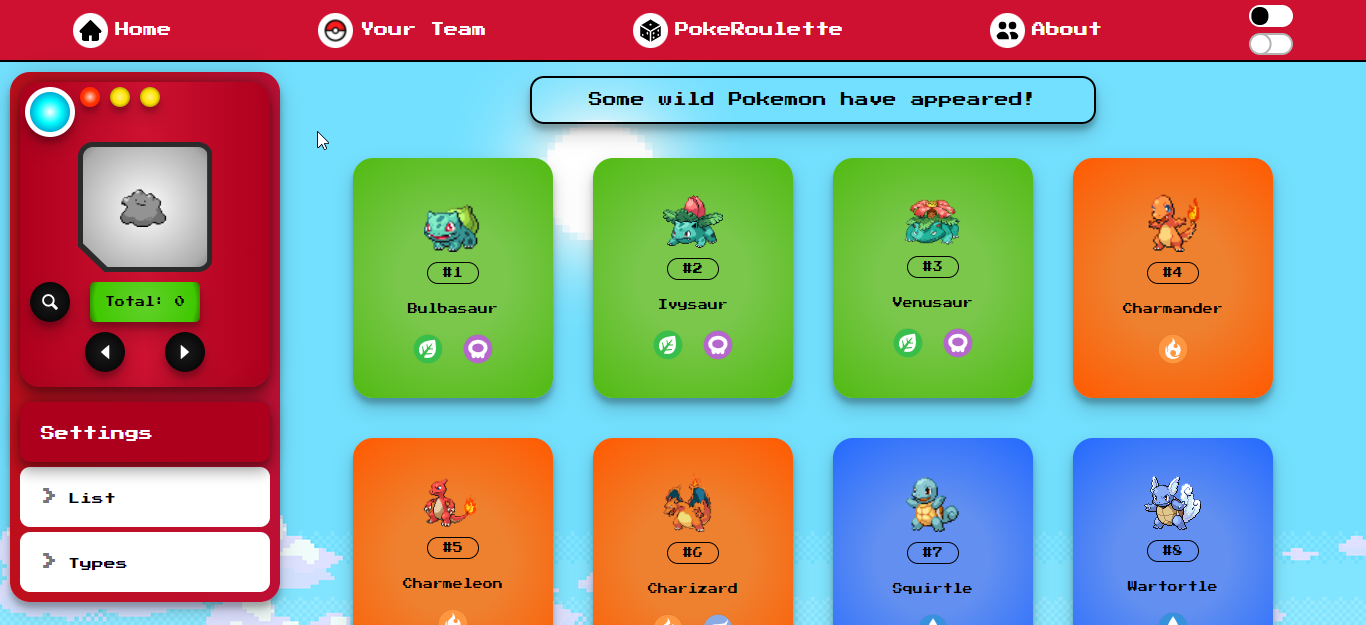 Home
Your Team
PokeRoulette
About
Some wild Pokemon have appeared!
Total: 0
Settings
List
Types
#1
Bulbasaur
#2
Ivysaur
#3
Venusaur
#4
Charmander
#5
Charmeleon
#6
Charizard
#7
Squirtle
#8
Wartortle